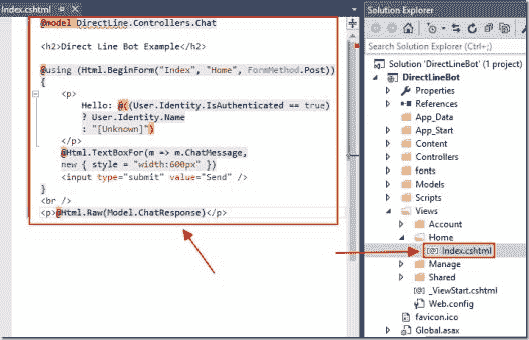 Index.cshtml
@model DirectLine.Controllers.Chat
<h2>Direct Line Bot Example</h2>
@using (Html.BeginForm("Index", "Home", FormMethod.Post))
{
<p>
Hello: @((User.Identity.IsAuthenticated == true)
? User.Identity.Name
: "[Unknown]")
</p>
@Html.TextBoxFor(m => m.ChatMessage,
new { style = "width:600px" })
<input type="submit" value="Send" />
}
<br />
<p>@Html.Raw(Model.ChatResponse)</p>
Solution Explorer
Search Solution Explorer (Ctrl+;)
Solution 'DirectLineBot' (1 project)
DirectLineBot
Properties
References
App_Data
App_Start
Content
Controllers
fonts
Models
Scripts
Views
Account
Home
Index.cshtml
Manage
Shared
_ViewStart.cshtml
Web.config
favicon.ico
Global.asax